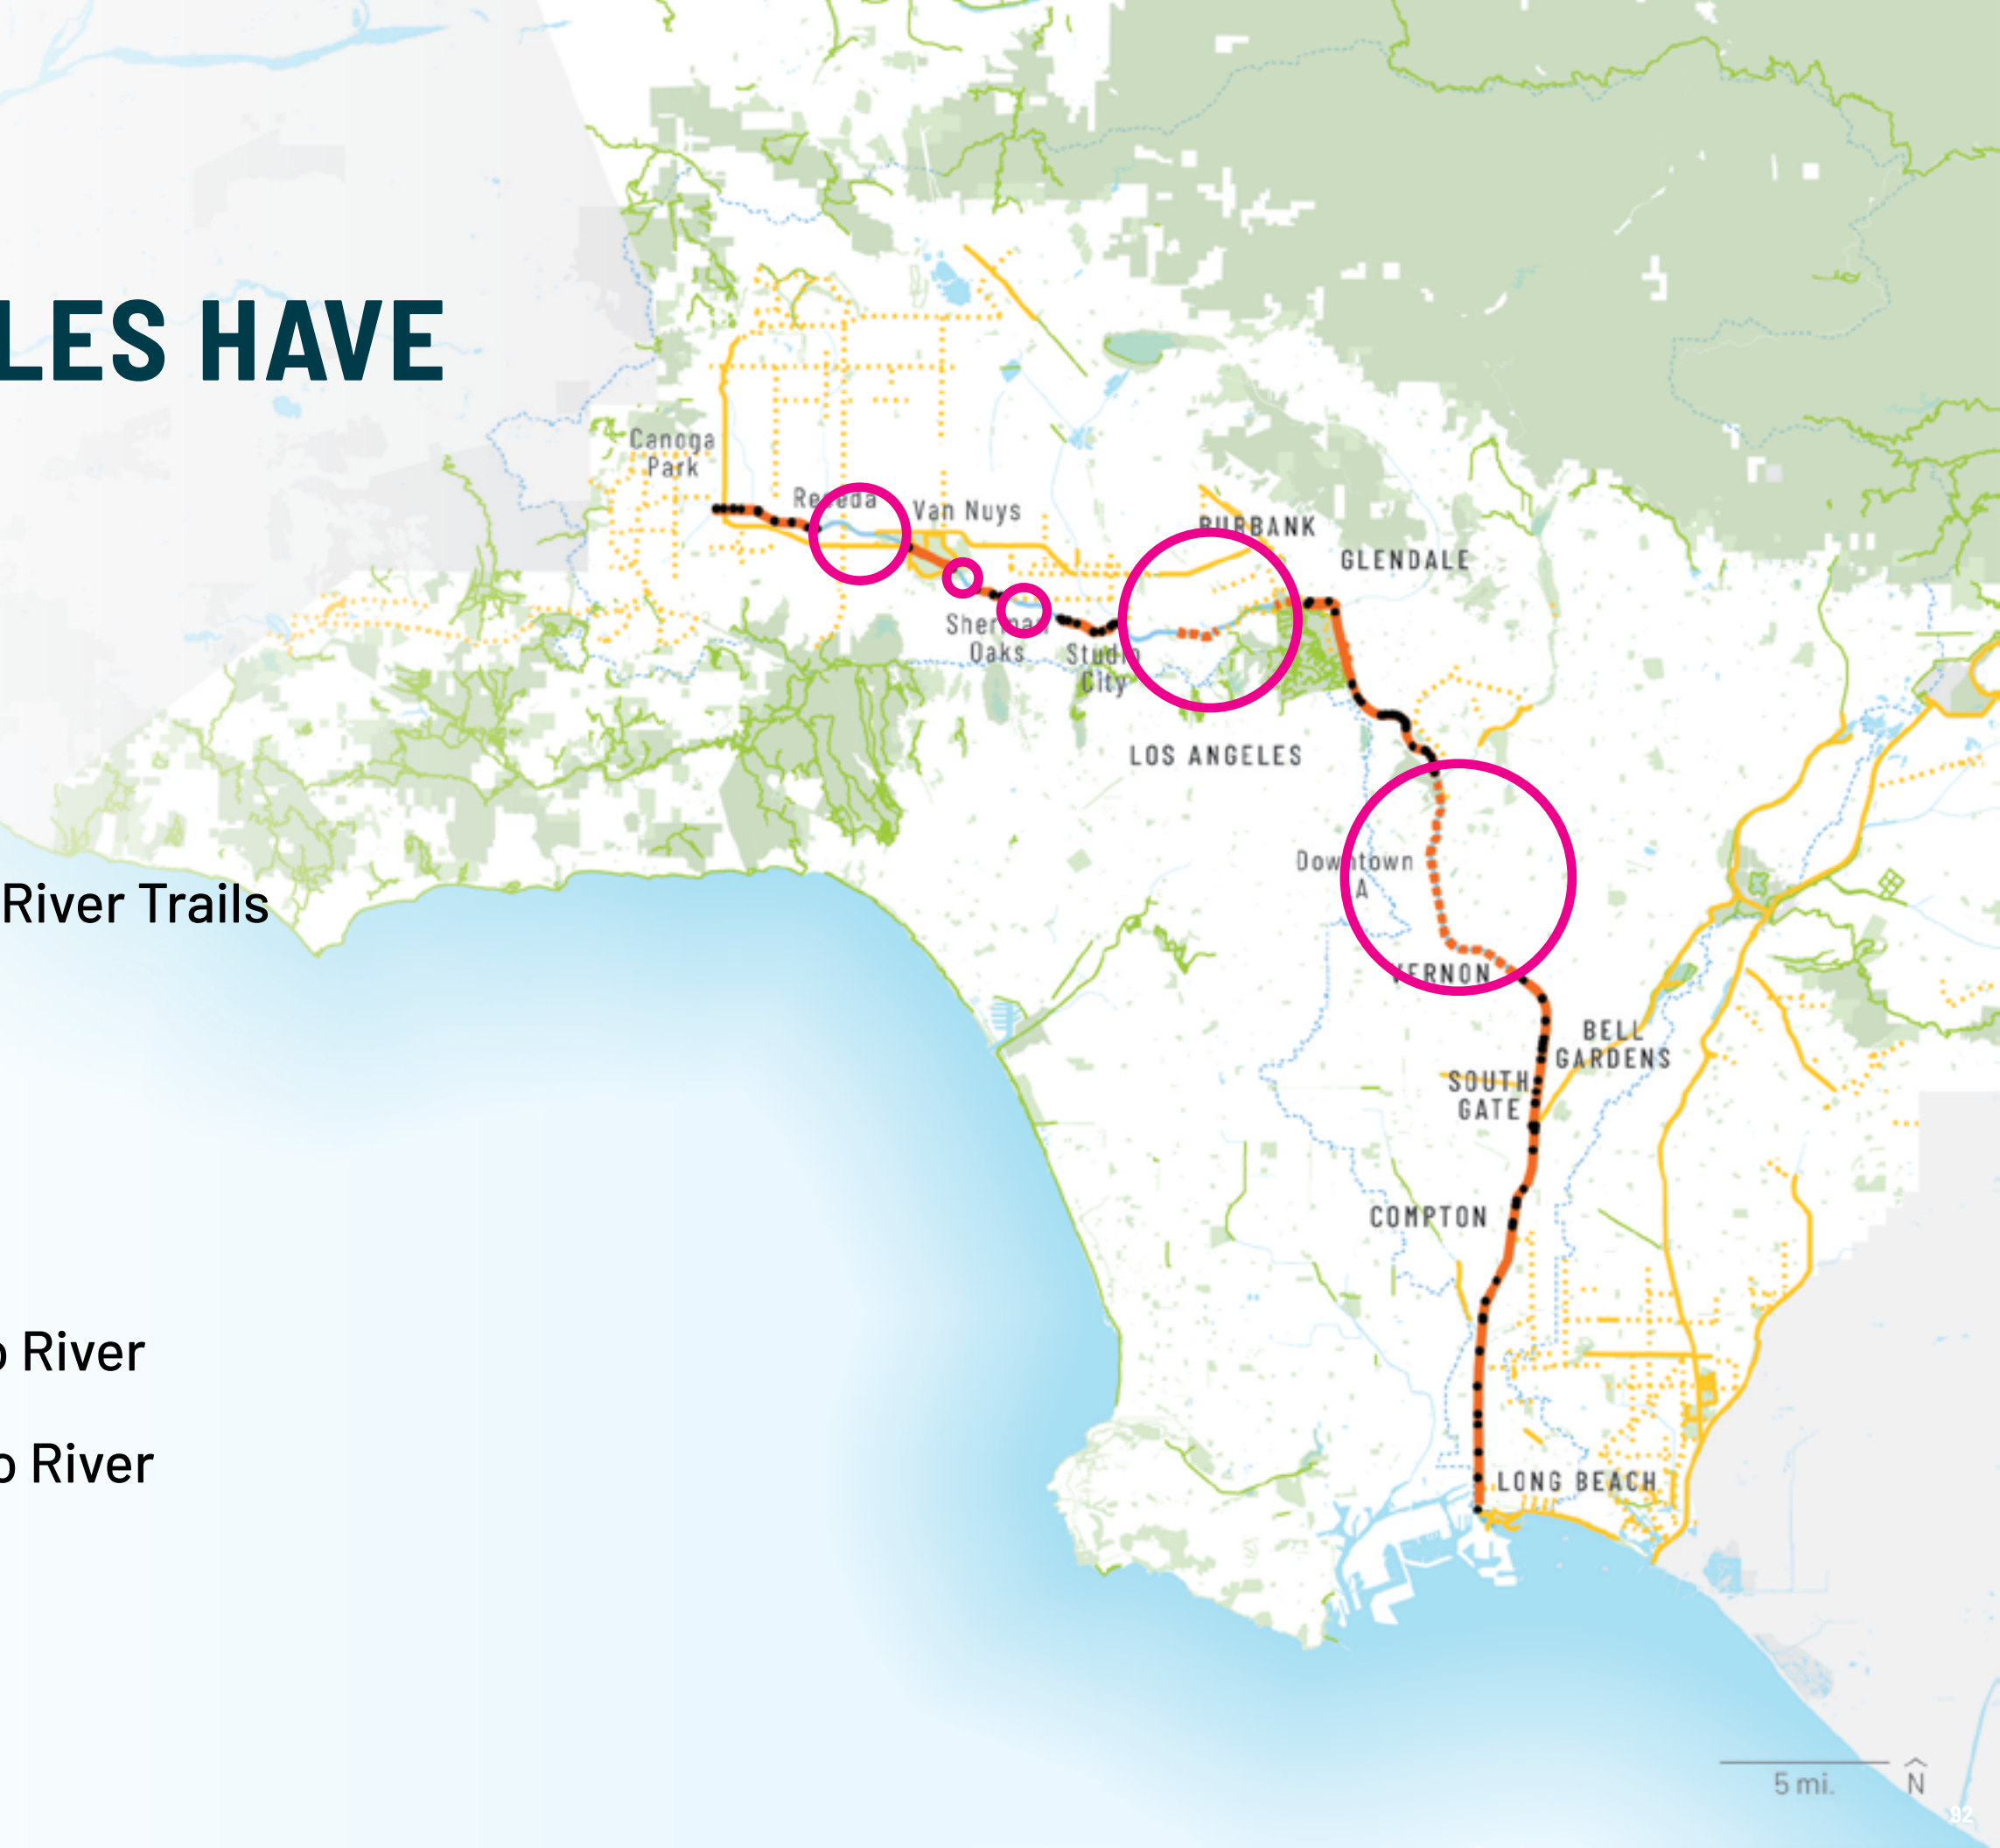 LES HAVE
River Trails
o River
o River
Canoga
Park
Reseda
Van Nuys
BURBANK
GLENDALE
Sherman
Oaks
Studio
City
LOS ANGELES
Downtown
A
VERNON
BELL
GARDENS
SOUTH
GATE
COMPTON
LONG BEACH
5 mi.
N
92